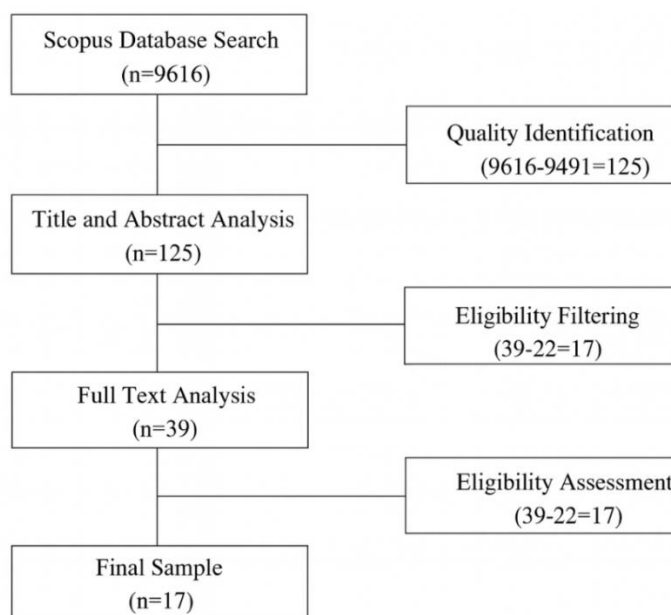 Scopus Database Search
(n=9616)
Quality Identification
(9616-9491=125)
Title and Abstract Analysis
(n=125)
Eligibility Filtering
(39-22=17)
Full Text Analysis
(n=39)
Eligibility Assessment
(39-22=17)
Final Sample
(n=17)